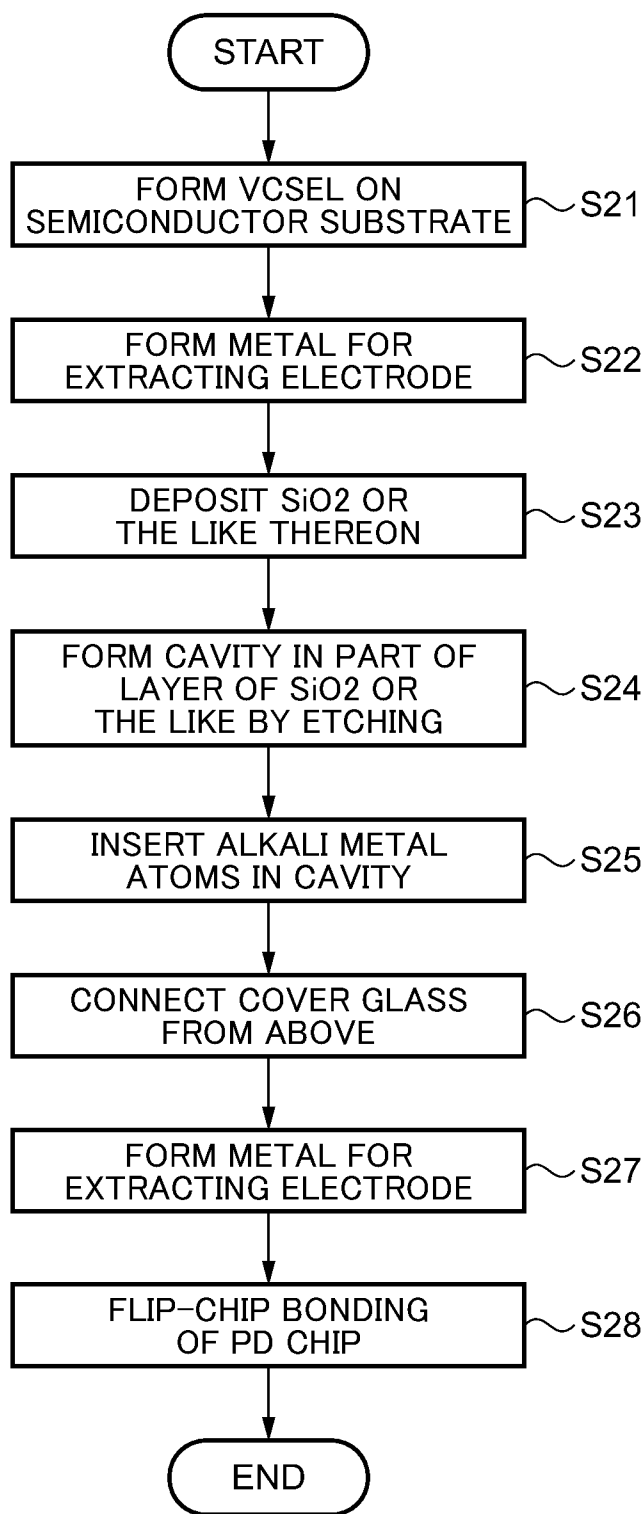 START
FORM VCSEL ON
SEMICONDUCTOR SUBSTRATE
S21
FORM METAL FOR
EXTRACTING ELECTRODE
S22
DEPOSIT SiO2 OR
THE LIKE THEREON
S23
FORM CAVITY IN PART OF
LAYER OF SiO2 OR
THE LIKE BY ETCHING
S24
INSERT ALKALI METAL
ATOMS IN CAVITY
S25
CONNECT COVER GLASS
FROM ABOVE
S26
FORM METAL FOR
EXTRACTING ELECTRODE
S27
FLIP-CHIP BONDING
OF PD CHIP
S28
END